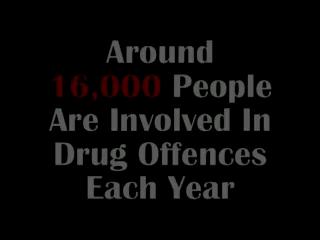 Around
16,000 People
Are Involved In
Drug Offences
Each Year